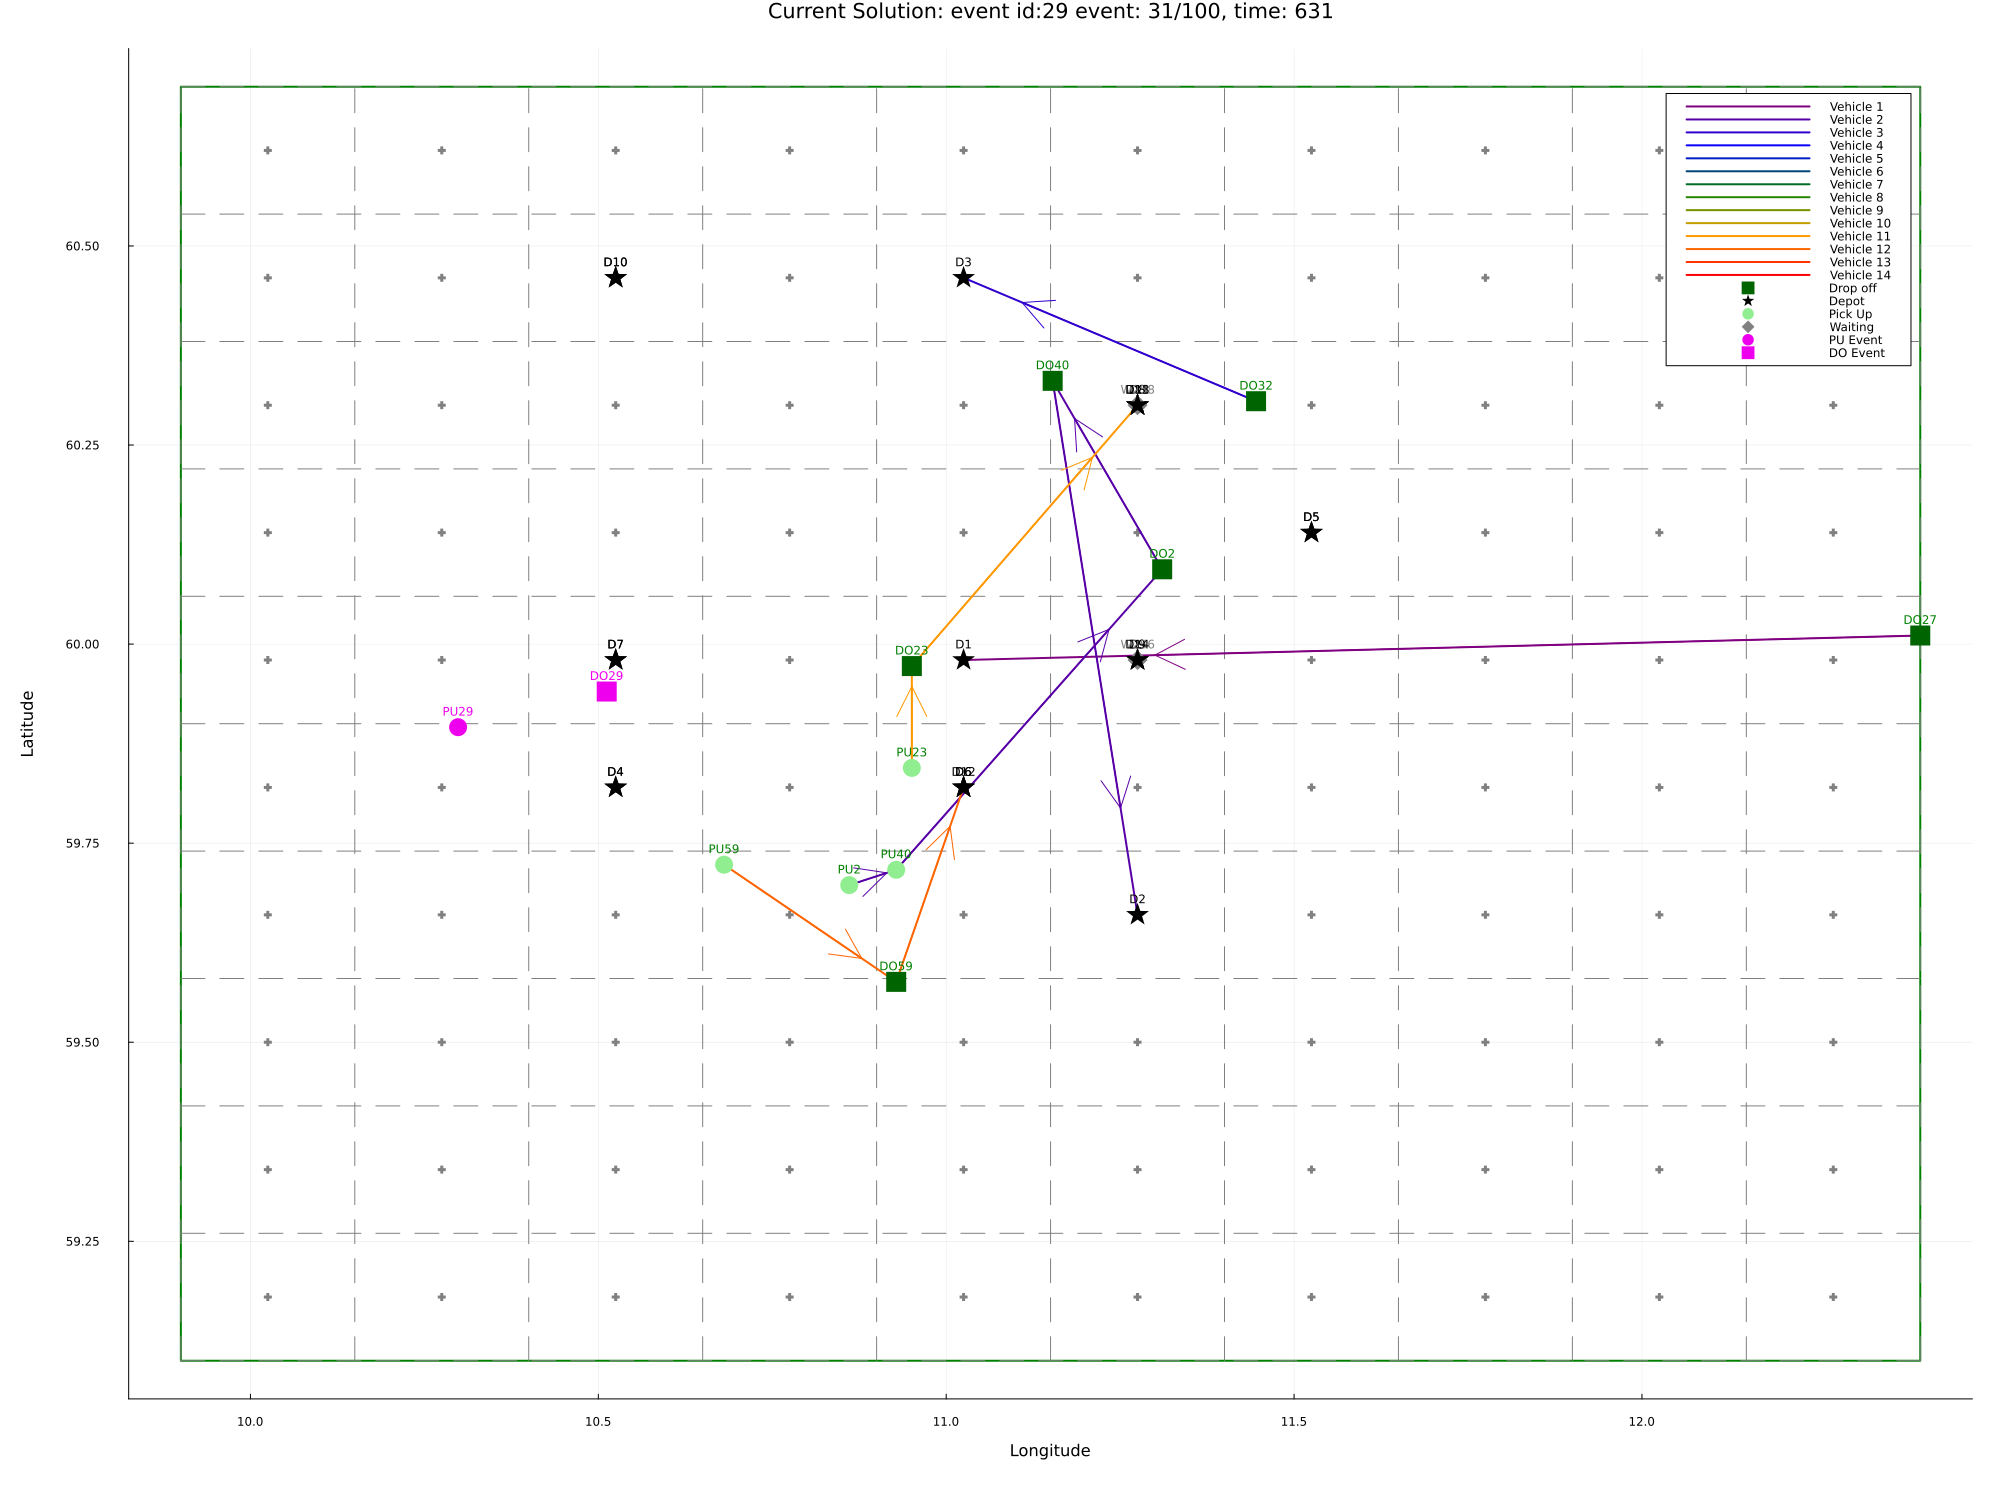 Current Solution: event id:29 event: 31/100, time: 631
Vehicle 1
Vehicle 2
Vehicle 3
Vehicle 4
Vehicle 5
Vehicle 6
Vehicle 7
Vehicle 8
Vehicle 9
Vehicle 10
Vehicle 11
Vehicle 12
Vehicle 13
Vehicle 14
Drop off
Depot
Pick Up
Waiting
PU Event
DO Event
60.50
60.25
60.00
59.75
59.50
59.25
Latitude
D10
D3
DO40
DO32
D5
DO2
DO27
D7
D1
DO23
DO29
PU29
PU23
D4
PU59
PU40
PU2
D2
DO59
10.0
10.5
11.0
11.5
12.0
Longitude